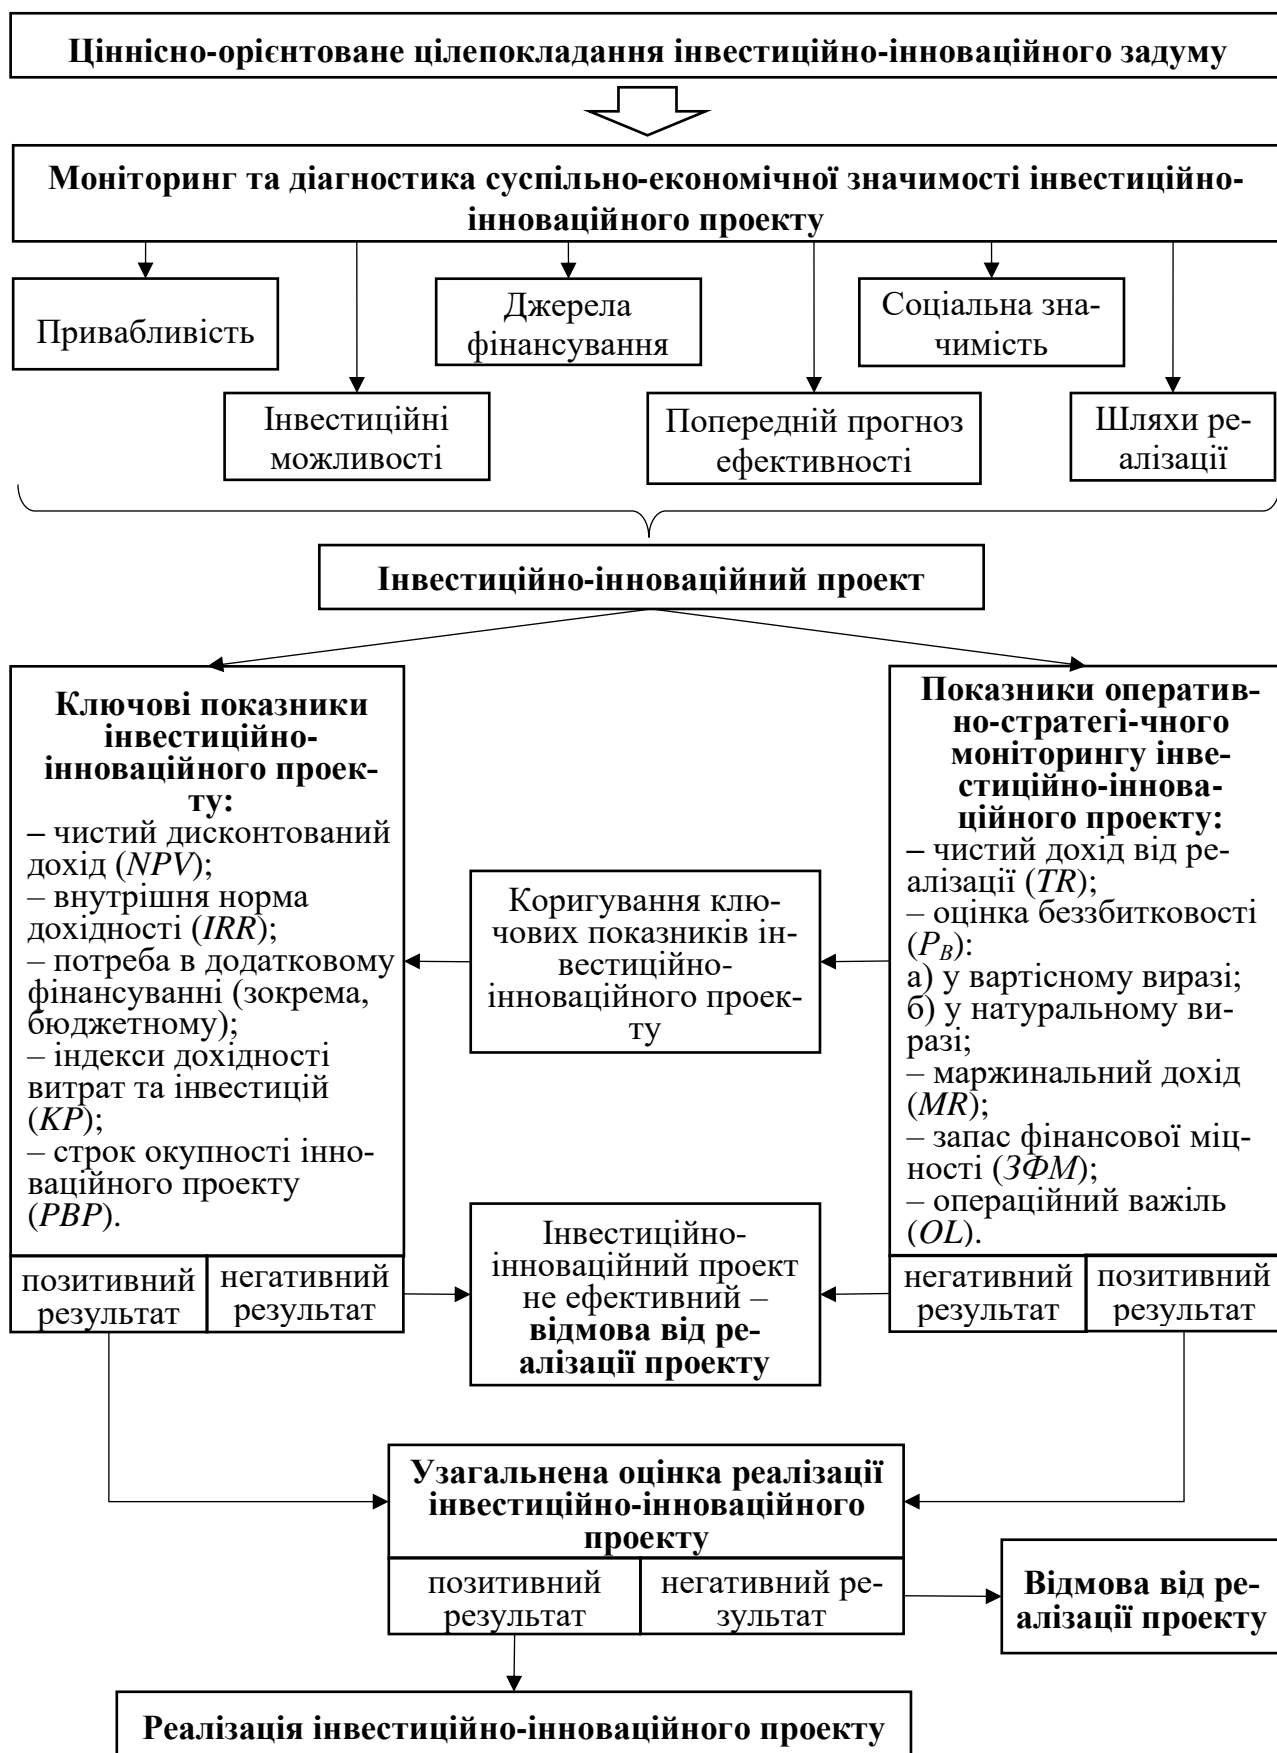 Ціннісно-орієнтоване цілепокладання інвестиційно-інноваційного задуму
Моніторинг та діагностика суспільно-економічної значимості інвестиційно-
інноваційного проекту
Привабливість
Джерела
фінансування
Соціальна зна-
чимість
Інвестиційні
можливості
Попередній прогноз
ефективності
Шляхи ре-
алізації
Інвестиційно-інноваційний проект
Ключові показники
інвестиційно-
інноваційного проек-
ту:
– чистий дисконтований
дохід (NPV);
– внутрішня норма
дохідності (IRR);
– потреба в додатковому
фінансуванні (зокрема,
бюджетному);
– індекси дохідності
витрат та інвестицій
(KP);
– строк окупності інно-
ваційного проекту
(PBP).
позитивний
результат
негативний
результат
Коригування клю-
чових показників ін-
вестиційно-
інноваційного проек-
ту
Інвестиційно-
інноваційний проект
не ефективний –
відмова від ре-
алізації проекту
Показники оператив-
но-стратегі-чного
моніторингу інве-
стиційно-іннова-
ційного проекту:
– чистий дохід від ре-
алізації (TR);
– оцінка беззбитковості
(P_B):
а) у вартісному виразі;
б) у натуральному ви-
разі;
– маржинальний дохід
(MR);
– запас фінансової міц-
ності (ЗФМ);
– операційний важіль
(OL).
негативний
результат
позитивний
результат
Узагальнена оцінка реалізації
інвестиційно-інноваційного
проекту
позитивний
результат
негативний ре-
зультат
Відмова від ре-
алізації проекту
Реалізація інвестиційно-інноваційного проекту